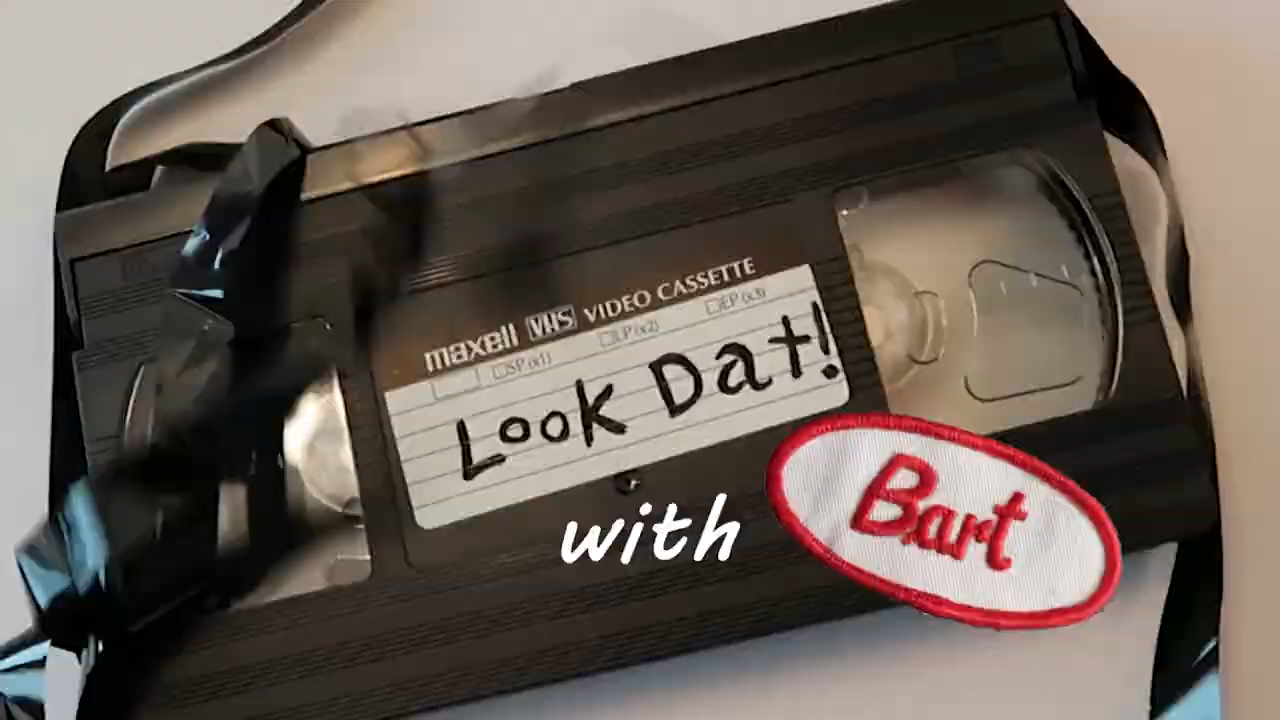 maxell VHS VIDEO CASSETTE
SP (x1) LP (x2) EP (x3)
Look Dat!
with Bart